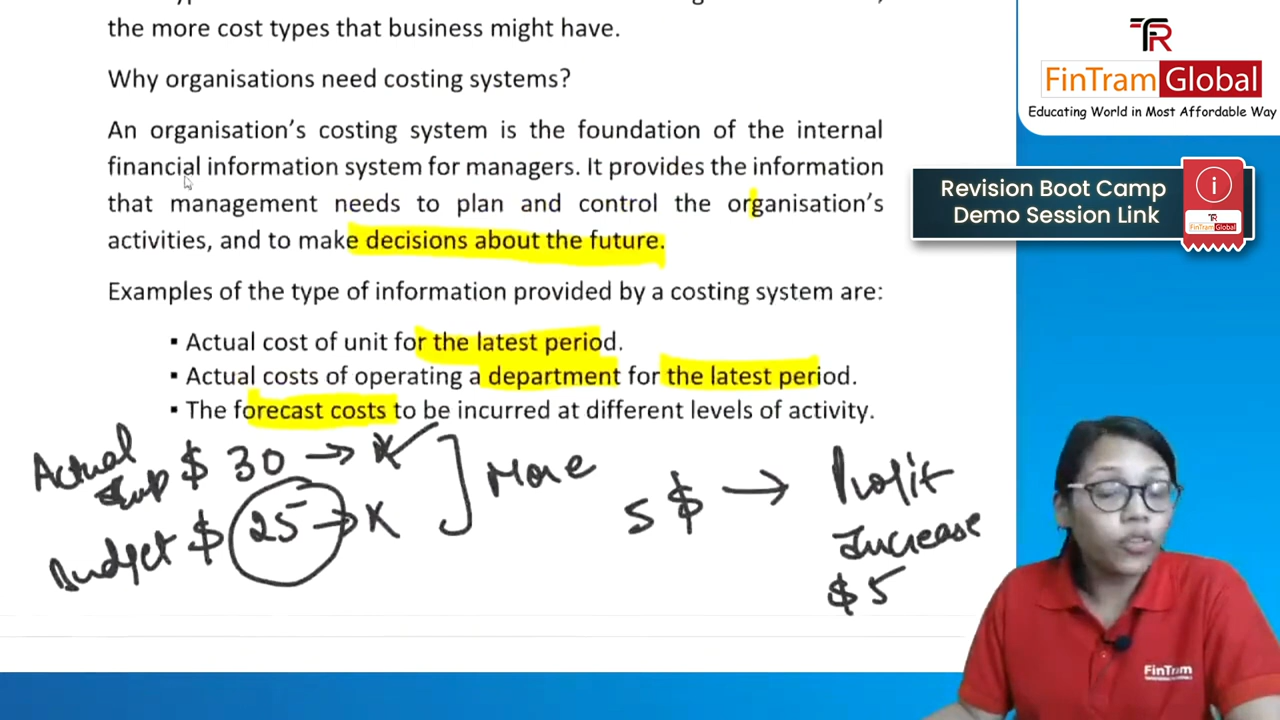 the more cost types that business might have.
Why organisations need costing systems?
An organisation's costing system is the foundation of the internal
financial information system for managers. It provides the information
that management needs to plan and control the organisation's
activities, and to make decisions about the future.
Examples of the type of information provided by a costing system are:
▪ Actual cost of unit for the latest period.
▪ Actual costs of operating a department for the latest period.
▪ The forecast costs to be incurred at different levels of activity.
Actual $ 30 → x
Budget $ 25 → x
More
5 $ → Profit
Increase
$ 5
TR
FinTram Global
Educating World in Most Affordable Way
Revision Boot Camp
Demo Session Link
i
TR
FinTram Global
FinTram